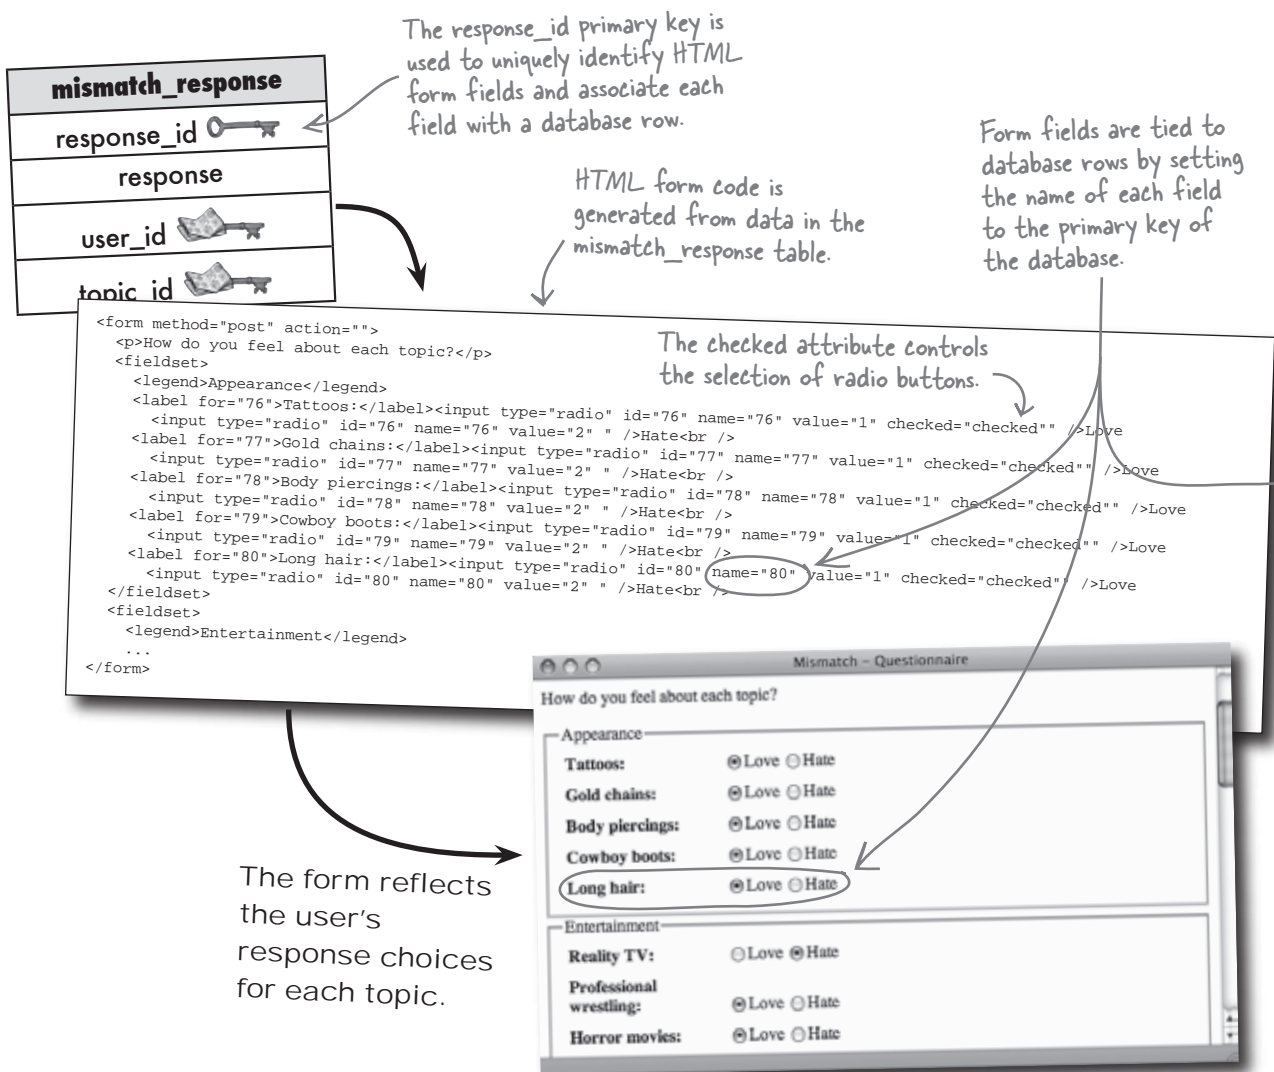 The response_id primary key is
used to uniquely identify HTML
form fields and associate each
field with a database row.
mismatch_response
response_id
response
user_id
topic_id
HTML form code is
generated from data in the
mismatch_response table.
Form fields are tied to
database rows by setting
the name of each field
to the primary key of
the database.
The checked attribute controls
the selection of radio buttons.
<form method="post" action="">
<p>How do you feel about each topic?</p>
<fieldset>
<legend>Appearance</legend>
<label for="76">Tattoos:</label><input type="radio" id="76" name="76" value="1" checked="checked"" />Love
<input type="radio" id="76" name="76" value="2" " />Hate<br />
<label for="77">Gold chains:</label><input type="radio" id="77" name="77" value="1" checked="checked"" />Love
<input type="radio" id="77" name="77" value="2" " />Hate<br />
<label for="78">Body piercings:</label><input type="radio" id="78" name="78" value="1" checked="checked"" />Love
<input type="radio" id="78" name="78" value="2" " />Hate<br />
<label for="79">Cowboy boots:</label><input type="radio" id="79" name="79" value="1" checked="checked"" />Love
<input type="radio" id="79" name="79" value="2" " />Hate<br />
<label for="80">Long hair:</label><input type="radio" id="80" name="80" value="1" checked="checked"" />Love
<input type="radio" id="80" name="80" value="2" " />Hate<br />
</fieldset>
<fieldset>
<legend>Entertainment</legend>
...
</form>
Mismatch – Questionnaire
How do you feel about each topic?
Appearance
Tattoos: Love Hate
Gold chains: Love Hate
Body piercings: Love Hate
Cowboy boots: Love Hate
Long hair: Love Hate
Entertainment
Reality TV: Love Hate
Professional
wrestling: Love Hate
Horror movies: Love Hate
The form reflects
the user's
response choices
for each topic.